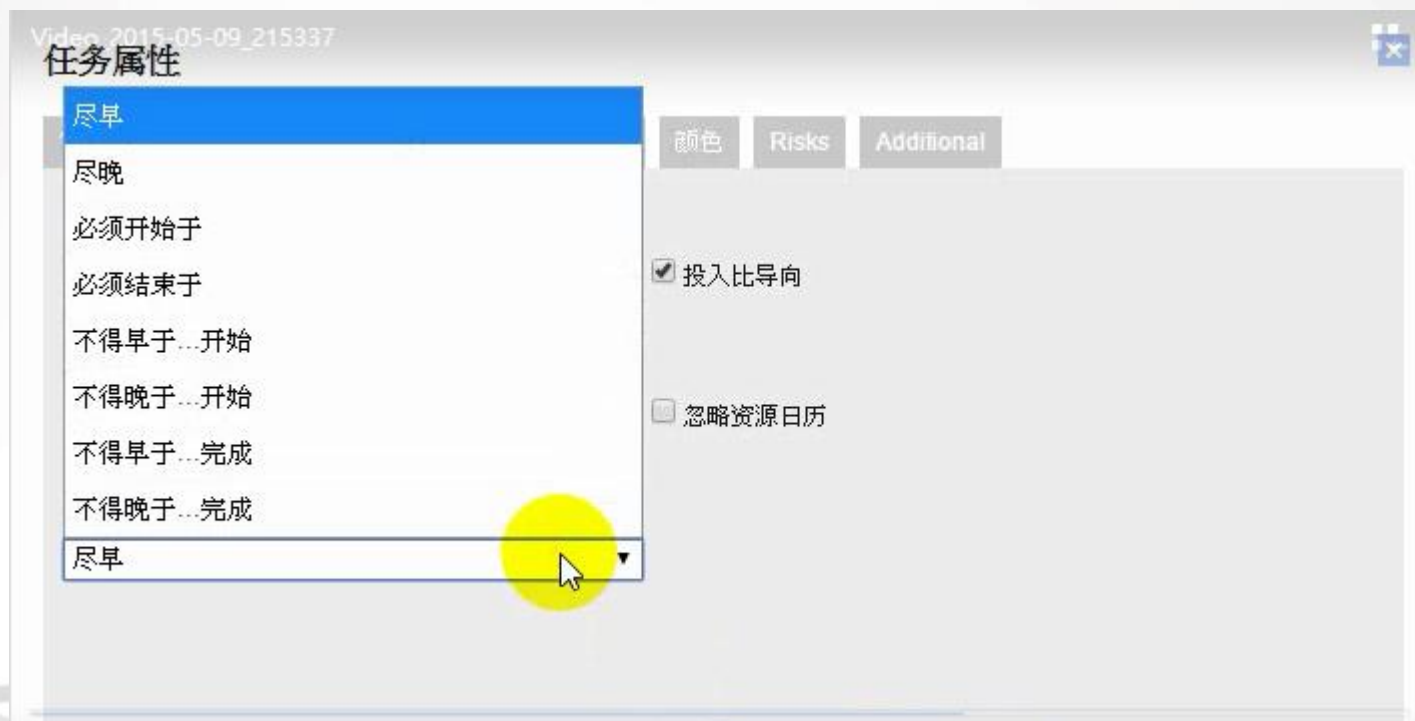 Video_2015-05-09_215337
任务属性
尽早
颜色 Risks Additional
尽晚
必须开始于
必须结束于
投入比导向
不得早于...开始
不得晚于...开始
忽略资源日历
不得早于...完成
不得晚于...完成
尽早